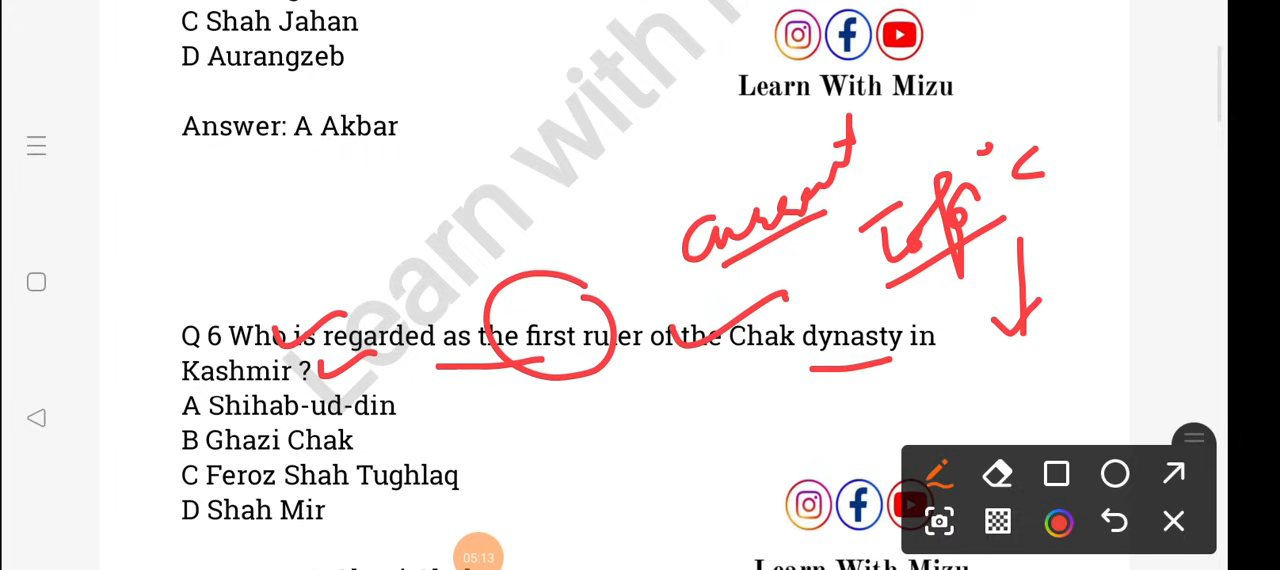 C Shah Jahan
D Aurangzeb
Learn With Mizu
Answer: A Akbar
Current Topic
Learn with
Q 6 Who is regarded as the first ruler of the Chak dynasty in
Kashmir ?
A Shihab-ud-din
B Ghazi Chak
C Feroz Shah Tughlaq
D Shah Mir
05:13